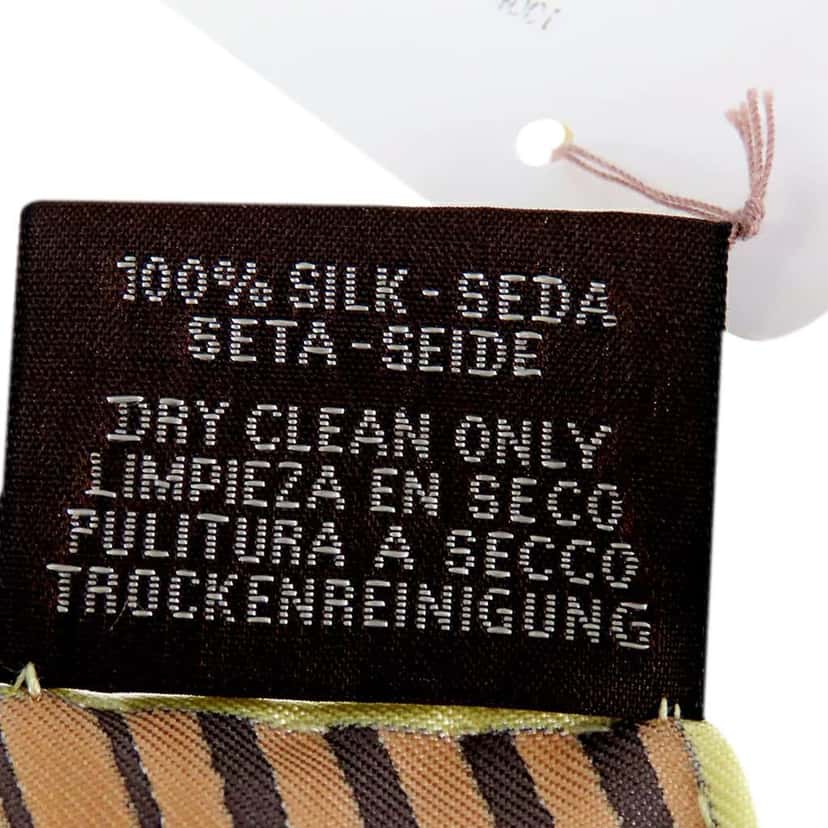 100% SILK - SEDA
SETA - SEIDE
DRY CLEAN ONLY
LIMPIEZA EN SECO
PULITURA A SECCO
TROCKENREINIGUNG